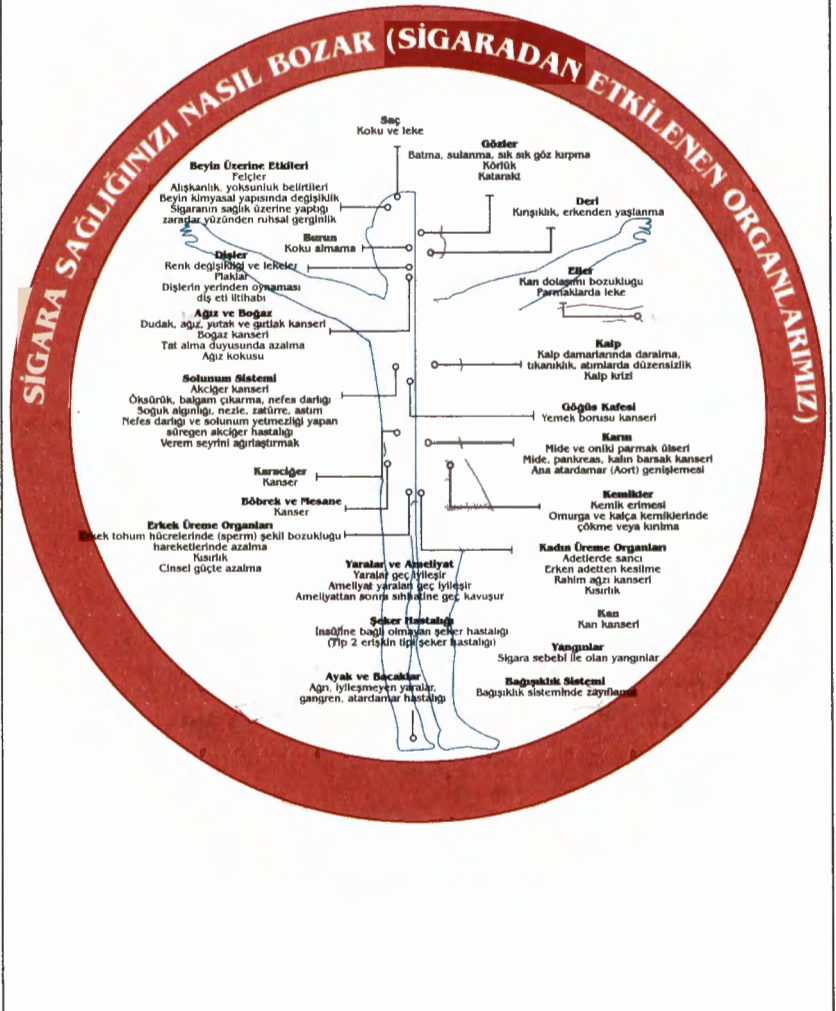 SİGARA SAĞLIĞINIZI NASIL BOZAR (SİGARADAN ETKİLENEN ORGANLARIMIZ)
Saç
Koku ve leke
Gözler
Batma, sulanma, sık sık göz kırpma
Körlük
Katarakt
Beyin Üzerine Etkileri
Felçler
Alışkanlık, yoksunluk belirtileri
Beyin kimyasal yapısında değişiklik
Sigaranın sağlık üzerine yaptığı
zararlar yüzünden ruhsal gerginlik
Deri
Kırışıklık, erkenden yaşlanma
Burun
Koku almama
Dişler
Renk değişikliği ve lekeler
Plaklar
Dişlerin yerinden oynaması
diş eti iltihabı
Eller
Kan dolaşımı bozukluğu
Parmaklarda leke
Ağız ve Boğaz
Dudak, ağız, yutak ve gırtlak kanseri
Boğaz kanseri
Tat alma duyusunda azalma
Ağız kokusu
Kalp
Kalp damarlarında daralma,
tıkanıklık, atımlarda düzensizlik
Kalp krizi
Solunum Sistemi
Akciğer kanseri
Öksürük, balgam çıkarma, nefes darlığı
Soğuk algınlığı, nezle, zatürre, astım
Nefes darlığı ve solunum yetmezliği yapan
süregen akciğer hastalığı
Verem seyrini ağırlaştırmak
Göğüs Kafesi
Yemek borusu kanseri
Karın
Mide ve oniki parmak ülseri
Mide, pankreas, kalın barsak kanseri
Ana atardamar (Aort) genişlemesi
Karaciğer
Kanser
Böbrek ve Mesane
Kanser
Kemikler
Kemik erimesi
Omurga ve kalça kemiklerinde
çökme veya kırılma
Erkek Üreme Organları
Erkek tohum hücrelerinde (sperm) şekil bozukluğu
hareketlerinde azalma
Kısırlık
Cinsel güçte azalma
Kadın Üreme Organları
Adetlerde sancı
Erken adetten kesilme
Rahim ağzı kanseri
Kısırlık
Yaralar ve Ameliyat
Yaralar geç iyileşir
Ameliyat yaraları geç iyileşir
Ameliyattan sonra sıhhatine geç kavuşur
Kan
Kan kanseri
Şeker Hastalığı
İnsüline bağlı olmayan şeker hastalığı
(Tip 2 erişkin tipi şeker hastalığı)
Yangınlar
Sigara sebebi ile olan yangınlar
Ayak ve Bacaklar
Ağrı, iyileşmeyen yaralar,
gangren, atardamar hastalığı
Bağışıklık Sistemi
Bağışıklık sisteminde zayıflama